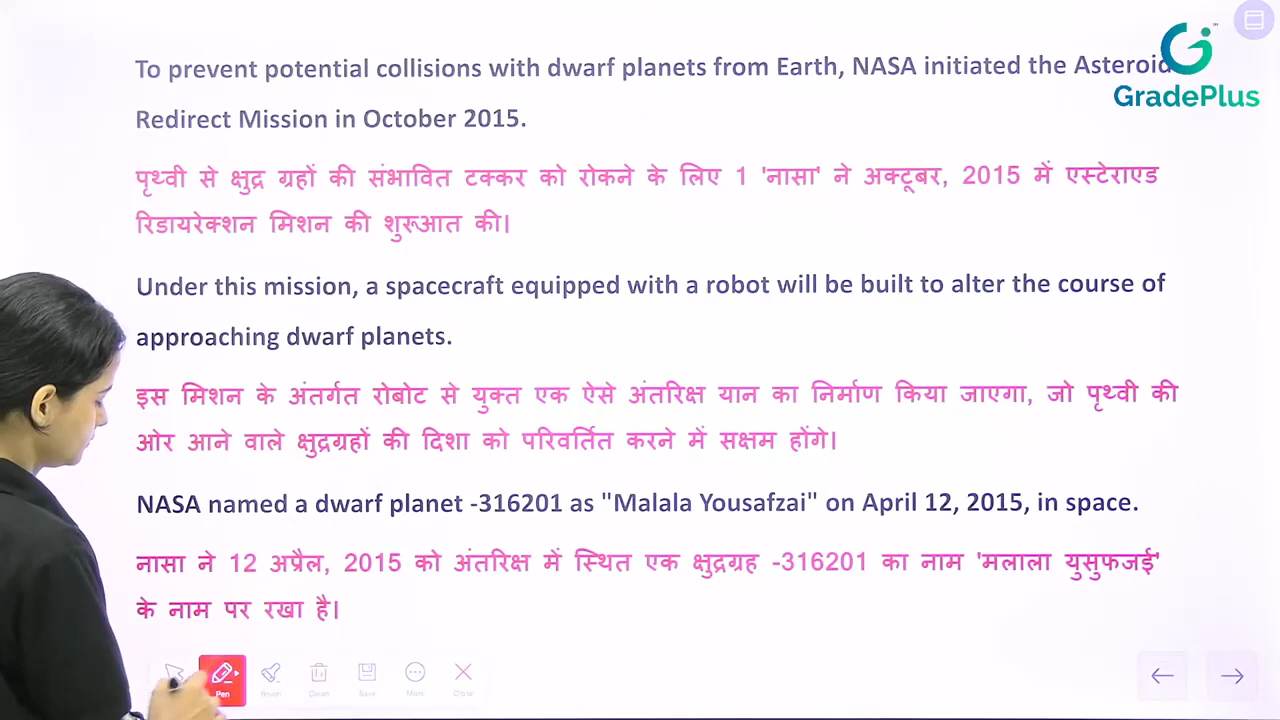 To prevent potential collisions with dwarf planets from Earth, NASA initiated the Asteroid
GradePlus
Redirect Mission in October 2015.
पृथ्वी से क्षुद्र ग्रहों की संभावित टक्कर को रोकने के लिए 1 'नासा' ने अक्टूबर, 2015 में एस्टेराएड
रिडायरेक्शन मिशन की शुरूआत की।
Under this mission, a spacecraft equipped with a robot will be built to alter the course of
approaching dwarf planets.
इस मिशन के अंतर्गत रोबोट से युक्त एक ऐसे अंतरिक्ष यान का निर्माण किया जाएगा, जो पृथ्वी की
ओर आने वाले क्षुद्रग्रहों की दिशा को परिवर्तित करने में सक्षम होंगे।
NASA named a dwarf planet -316201 as "Malala Yousafzai" on April 12, 2015, in space.
नासा ने 12 अप्रैल, 2015 को अंतरिक्ष में स्थित एक क्षुद्रग्रह -316201 का नाम 'मलाला युसुफजई'
के नाम पर रखा है।
Pen Brush Clean Save More Close